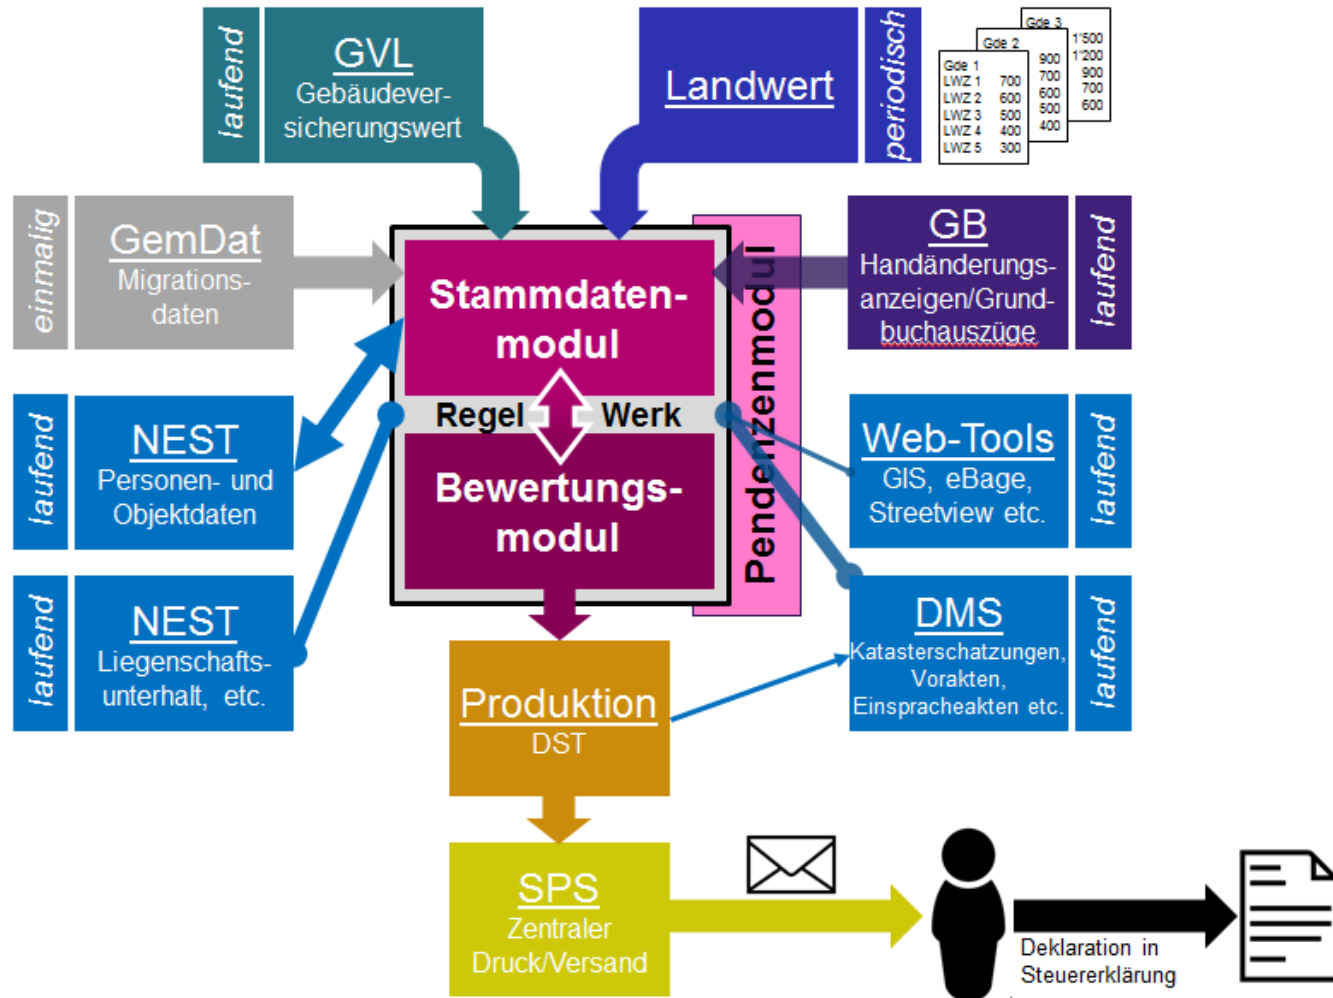 laufend
GVL
Gebäudever-
sicherungswert
Landwert
periodisch
Gde 1
LWZ 1 700
LWZ 2 600
LWZ 3 500
LWZ 4 400
LWZ 5 300
Gde 2
900
700
600
500
400
Gde 3
1'500
1'200
900
700
600
einmalig
GemDat
Migrations-
daten
Stammdaten-
modul
Regel Werk
Bewertungs-
modul
Pendenzenmodul
GB
Handänderungs-
anzeigen/Grund-
buchauszüge
laufend
laufend
NEST
Personen- und
Objektdaten
Web-Tools
GIS, eBage,
Streetview etc.
laufend
laufend
NEST
Liegenschafts-
unterhalt, etc.
DMS
Katasterschatzungen,
Vorakten,
Einspracheakten etc.
laufend
Produktion
DST
SPS
Zentraler
Druck/Versand
Deklaration in
Steuererklärung